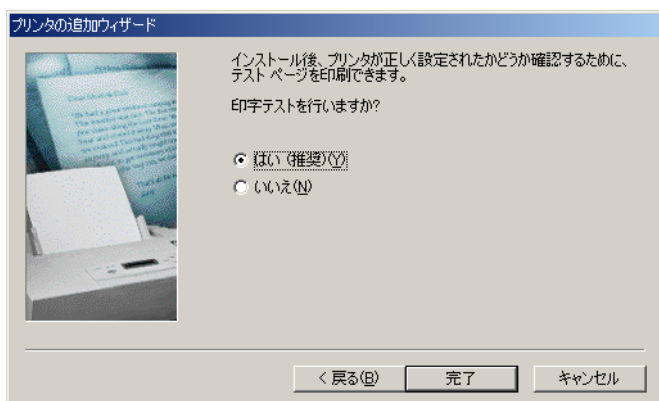 プリンタの追加ウィザード
インストール後、プリンタが正しく設定されたかどうか確認するために、
テスト ページを印刷できます。
印字テストを行いますか?
はい (推奨)(Y)
いいえ(N)
< 戻る(B)
完了
キャンセル